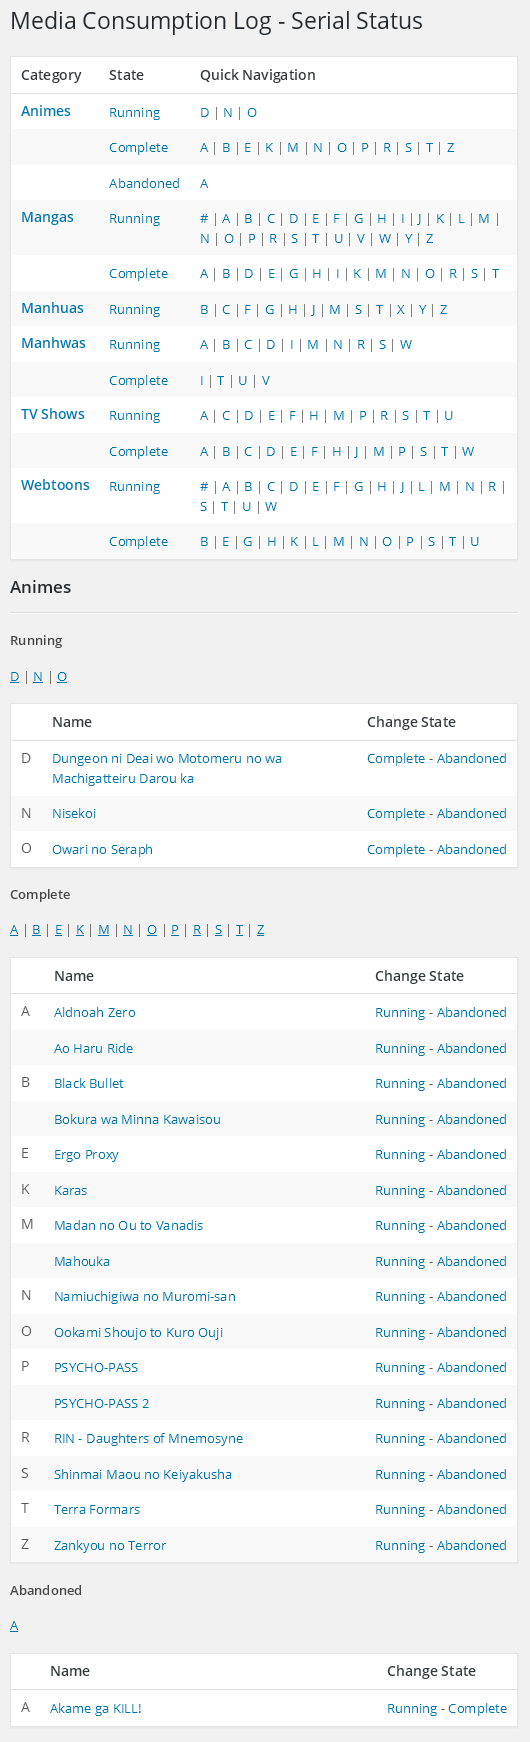 Media Consumption Log - Serial Status
Category State Quick Navigation
Animes Running D | N | O
Complete A | B | E | K | M | N | O | P | R | S | T | Z
Abandoned A
Mangas Running # | A | B | C | D | E | F | G | H | I | J | K | L | M |
N | O | P | R | S | T | U | V | W | Y | Z
Complete A | B | D | E | G | H | I | K | M | N | O | R | S | T
Manhuas Running B | C | F | G | H | J | M | S | T | X | Y | Z
Manhwas Running A | B | C | D | I | M | N | R | S | W
Complete I | T | U | V
TV Shows Running A | C | D | E | F | H | M | P | R | S | T | U
Complete A | B | C | D | E | F | H | J | M | P | S | T | W
Webtoons Running # | A | B | C | D | E | F | G | H | J | L | M | N | R |
S | T | U | W
Complete B | E | G | H | K | L | M | N | O | P | S | T | U
Animes
Running
D | N | O
Name Change State
D Dungeon ni Deai wo Motomeru no wa Complete - Abandoned
Machigatteiru Darou ka
N Nisekoi Complete - Abandoned
O Owari no Seraph Complete - Abandoned
Complete
A | B | E | K | M | N | O | P | R | S | T | Z
Name Change State
A Aldnoah Zero Running - Abandoned
Ao Haru Ride Running - Abandoned
B Black Bullet Running - Abandoned
Bokura wa Minna Kawaisou Running - Abandoned
E Ergo Proxy Running - Abandoned
K Karas Running - Abandoned
M Madan no Ou to Vanadis Running - Abandoned
Mahouka Running - Abandoned
N Namiuchigiwa no Muromi-san Running - Abandoned
O Ookami Shoujo to Kuro Ouji Running - Abandoned
P PSYCHO-PASS Running - Abandoned
PSYCHO-PASS 2 Running - Abandoned
R RIN - Daughters of Mnemosyne Running - Abandoned
S Shinmai Maou no Keiyakusha Running - Abandoned
T Terra Formars Running - Abandoned
Z Zankyou no Terror Running - Abandoned
Abandoned
A
Name Change State
A Akame ga KILL! Running - Complete